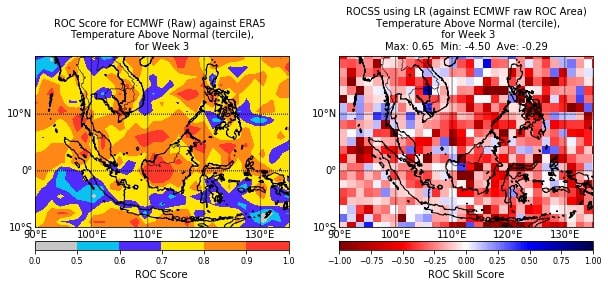 ROC Score for ECMWF (Raw) against ERA5
Temperature Above Normal (tercile),
for Week 3
10°N
0°
10°S
90°E 100°E 110°E 120°E 130°E
0.0 0.5 0.6 0.7 0.8 0.9 1.0
ROC Score
ROCSS using LR (against ECMWF raw ROC Area)
Temperature Above Normal (tercile),
for Week 3
Max: 0.65 Min: -4.50 Ave: -0.29
10°N
0°
10°S
90°E 100°E 110°E 120°E 130°E
−1.00 −0.75 −0.50 −0.25 0.00 0.25 0.50 0.75 1.00
ROC Skill Score